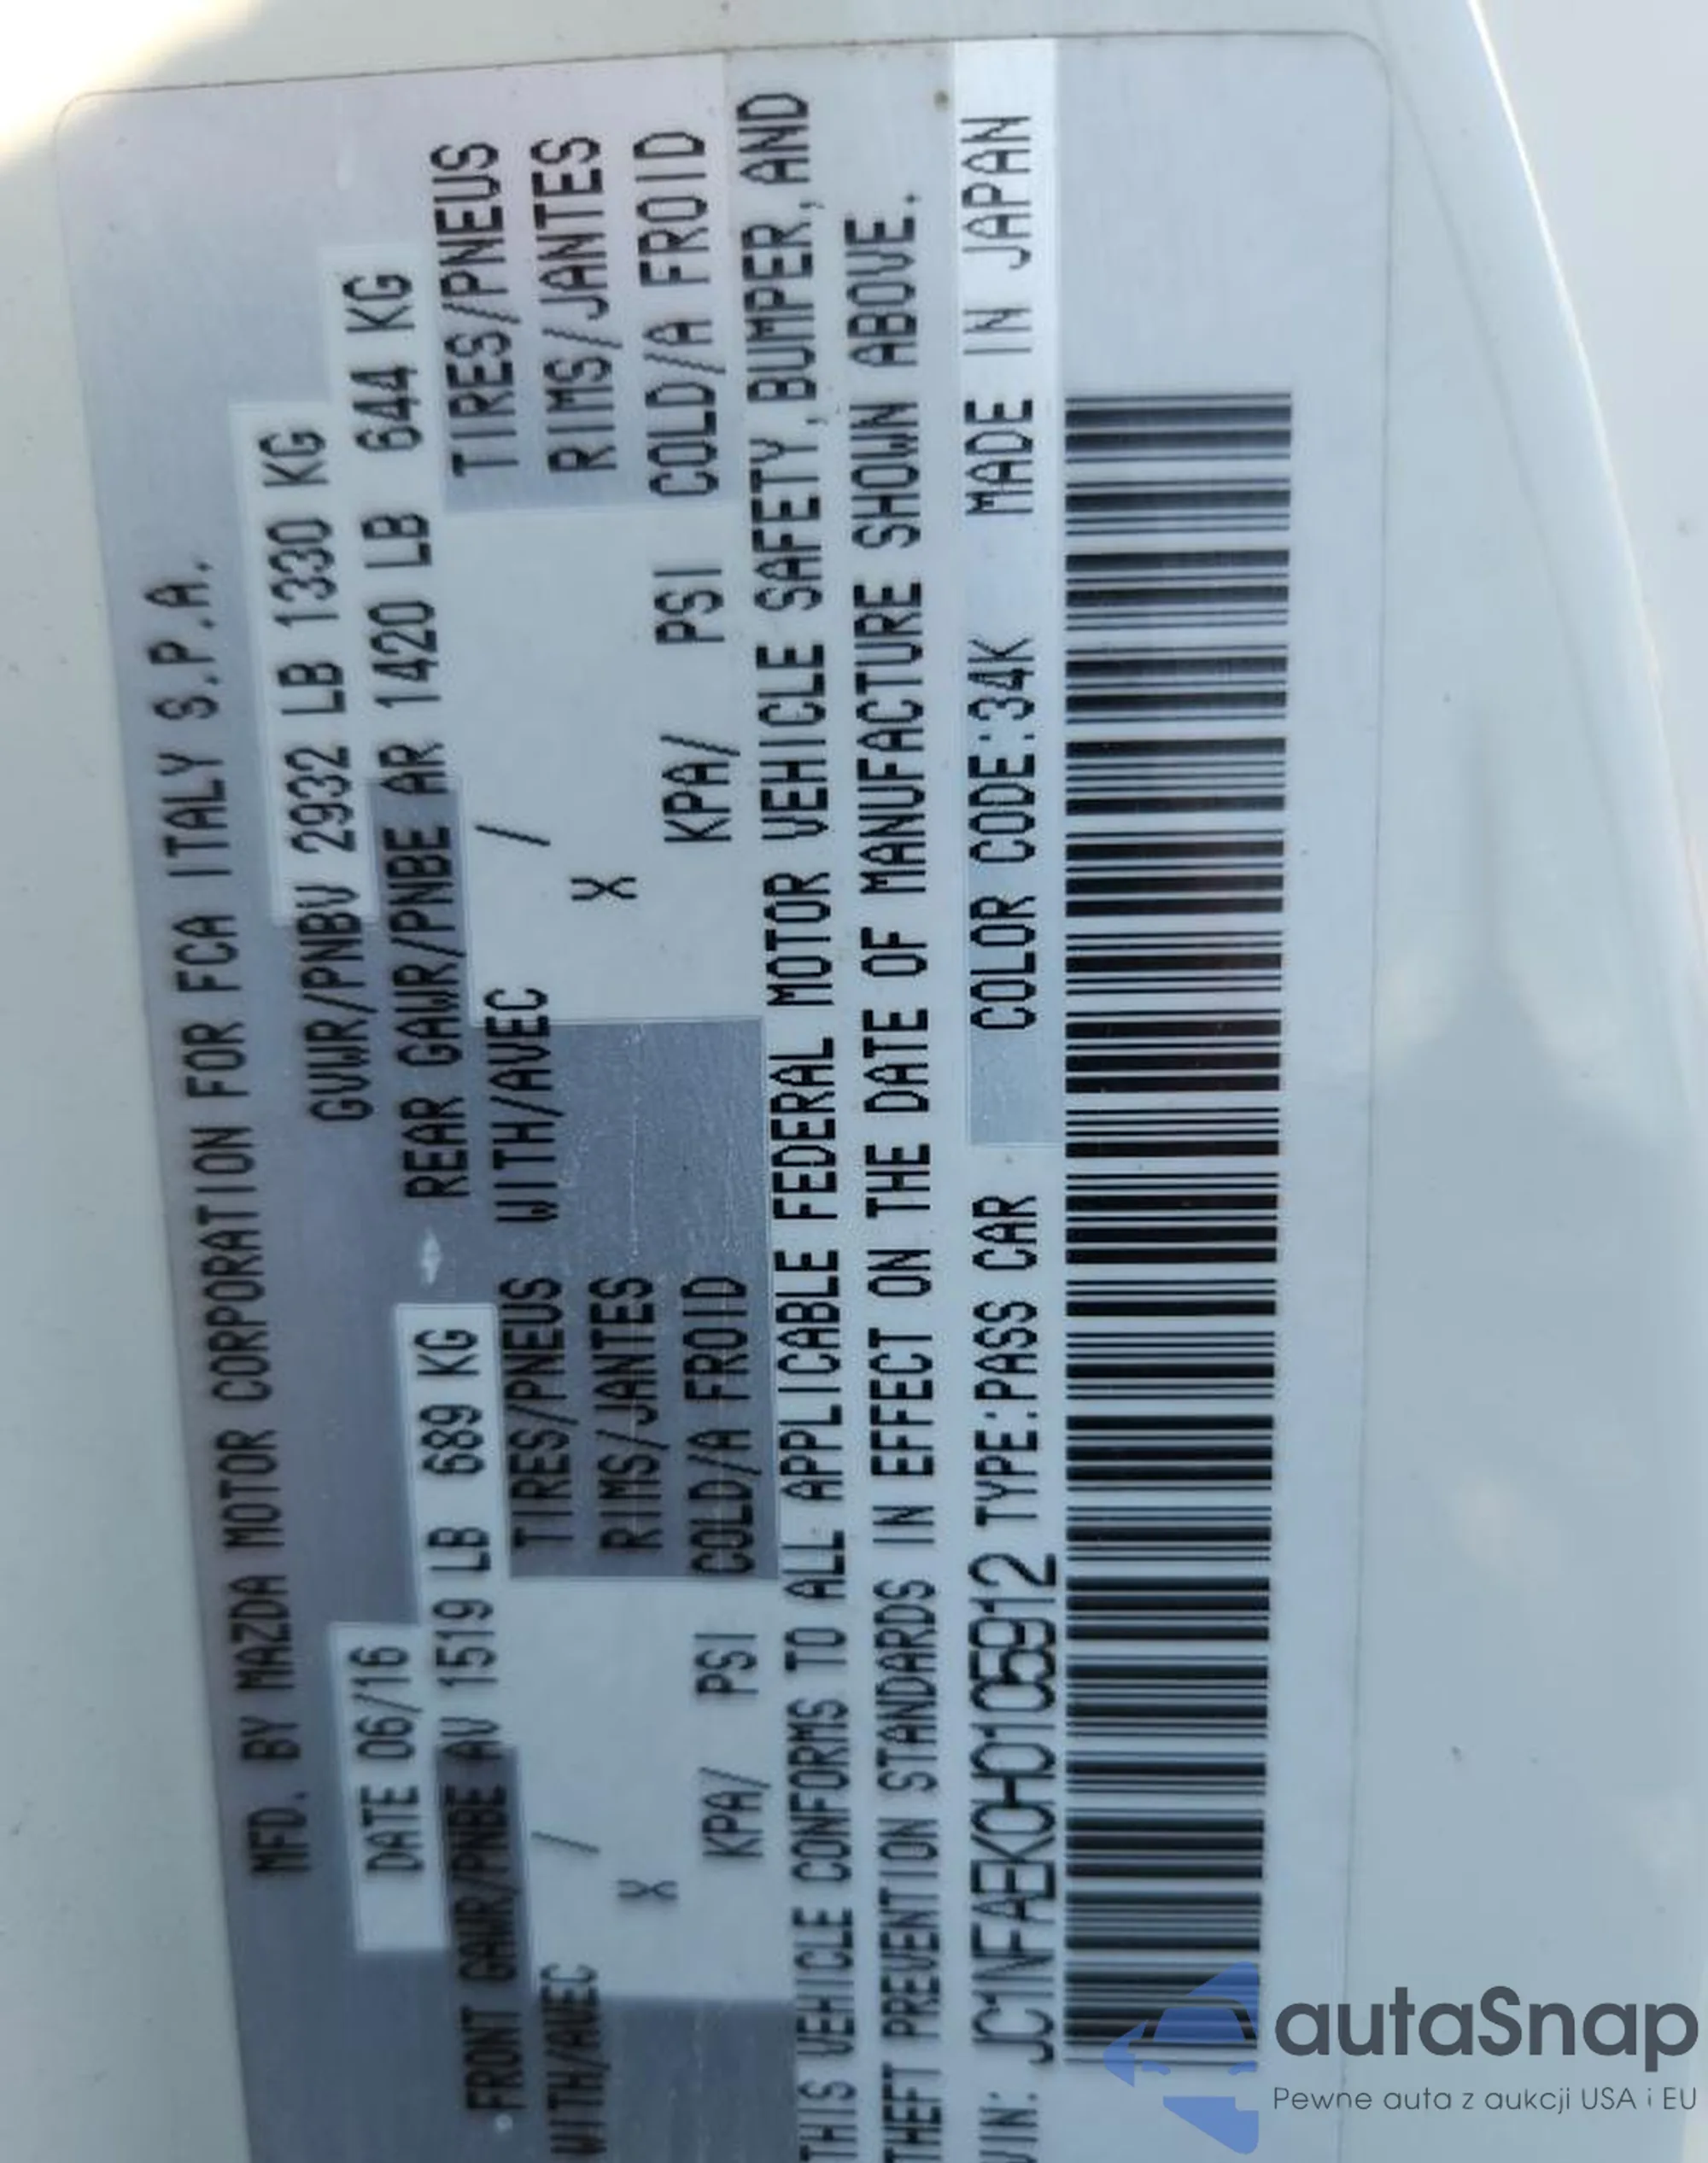 MFD. BY MAZDA MOTOR CORPORATION FOR FCA ITALY S.P.A.
DATE 06/16 GVWR/PNBV 2932 LB 1330 KG
FRONT GAWR/PNBE AV 1519 LB 689 KG REAR GAWR/PNBE AR 1420 LB 644 KG
WITH/AVEC / TIRES/PNEUS WITH/AVEC / TIRES/PNEUS
X RIMS/JANTES X RIMS/JANTES
KPA/ PSI COLD/A FROID KPA/ PSI COLD/A FROID
THIS VEHICLE CONFORMS TO ALL APPLICABLE FEDERAL MOTOR VEHICLE SAFETY,BUMPER,AND
THEFT PREVENTION STANDARDS IN EFFECT ON THE DATE OF MANUFACTURE SHOWN ABOVE.
VIN: JC1NFAEK0H0105912 TYPE:PASS CAR COLOR CODE:34K MADE IN JAPAN
autaSnap
Pewne auta z aukcji USA i EU